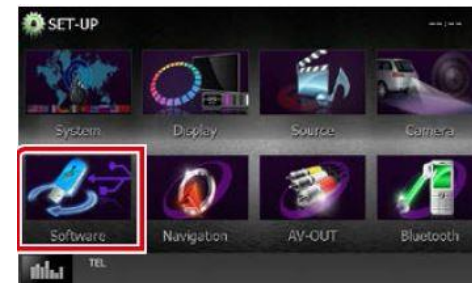 SET-UP
--:--
System Display Source Camera
Software Navigation AV-OUT Bluetooth
TEL